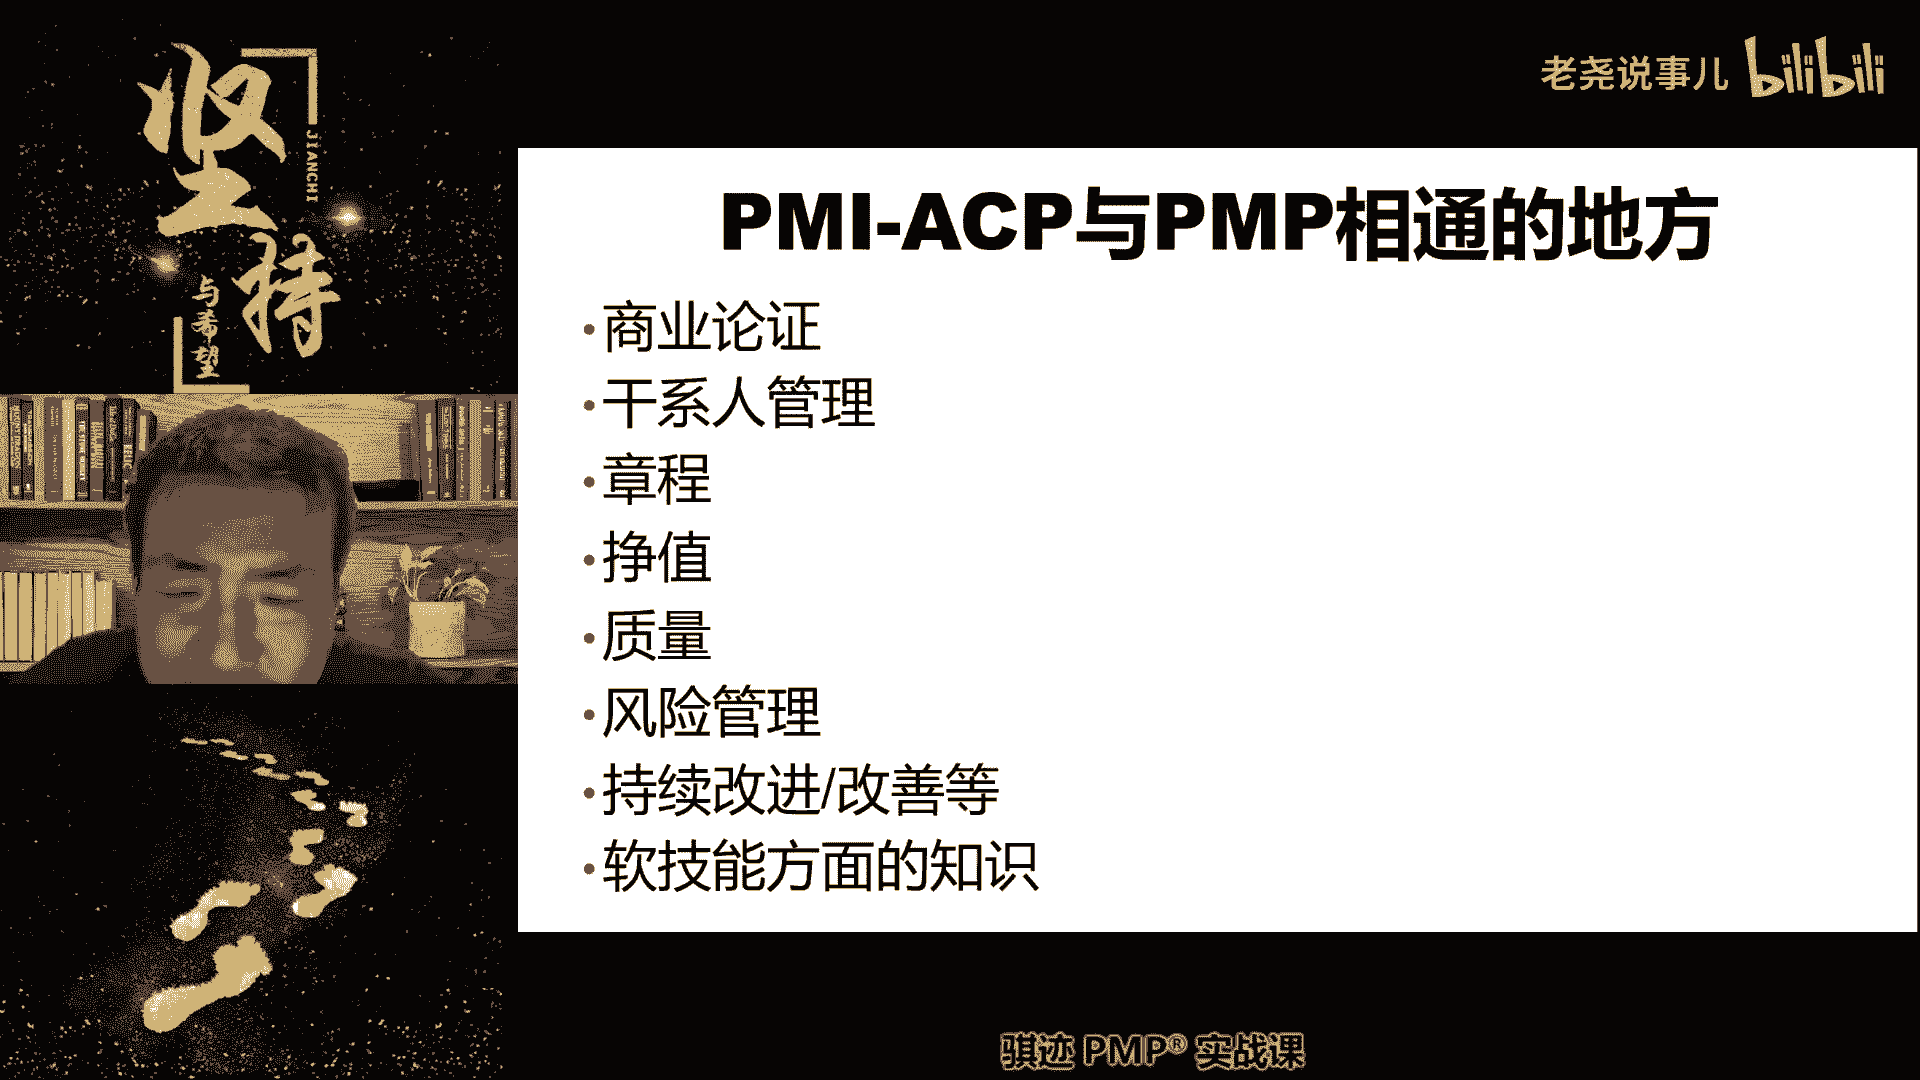 坚持
JIANCHI
与希望
老尧说事儿 bilibili
PMI-ACP与PMP相通的地方
•商业论证
•干系人管理
•章程
•挣值
•质量
•风险管理
•持续改进/改善等
•软技能方面的知识
骐迹 PMP® 实战课